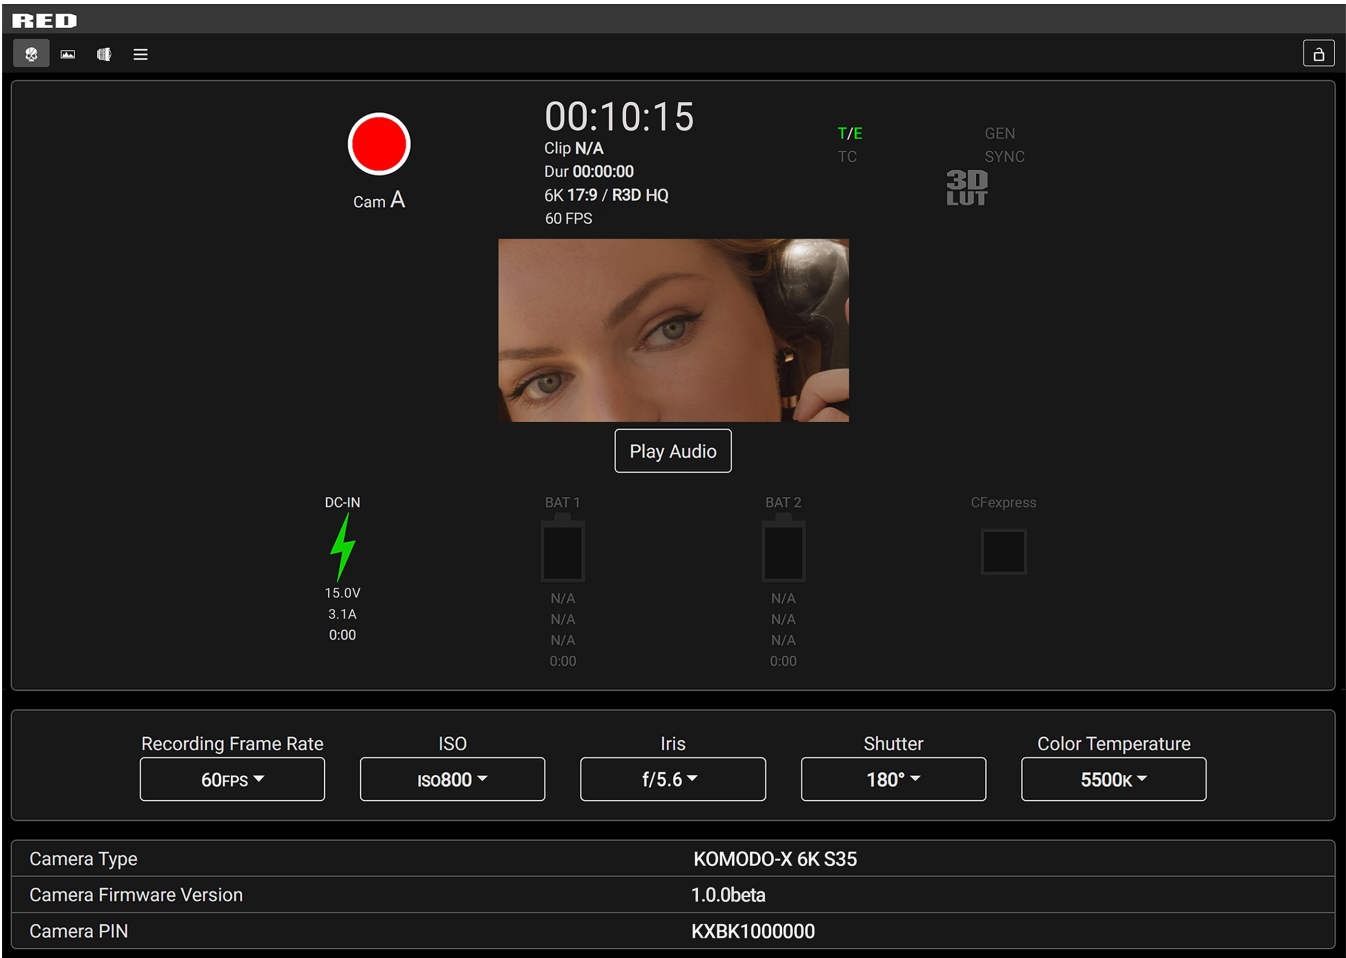 RED
00:10:15
Clip N/A
Dur 00:00:00
6K 17:9 / R3D HQ
60 FPS
Cam A
T/E
GEN
TC
SYNC
3D
LUT
Play Audio
DC-IN
15.0V
3.1A
0:00
BAT 1
N/A
N/A
N/A
0:00
BAT 2
N/A
N/A
N/A
0:00
CFexpress
Recording Frame Rate
60FPS
ISO
ISO800
Iris
f/5.6
Shutter
180°
Color Temperature
5500K
Camera Type
KOMODO-X 6K S35
Camera Firmware Version
1.0.0beta
Camera PIN
KXBK1000000